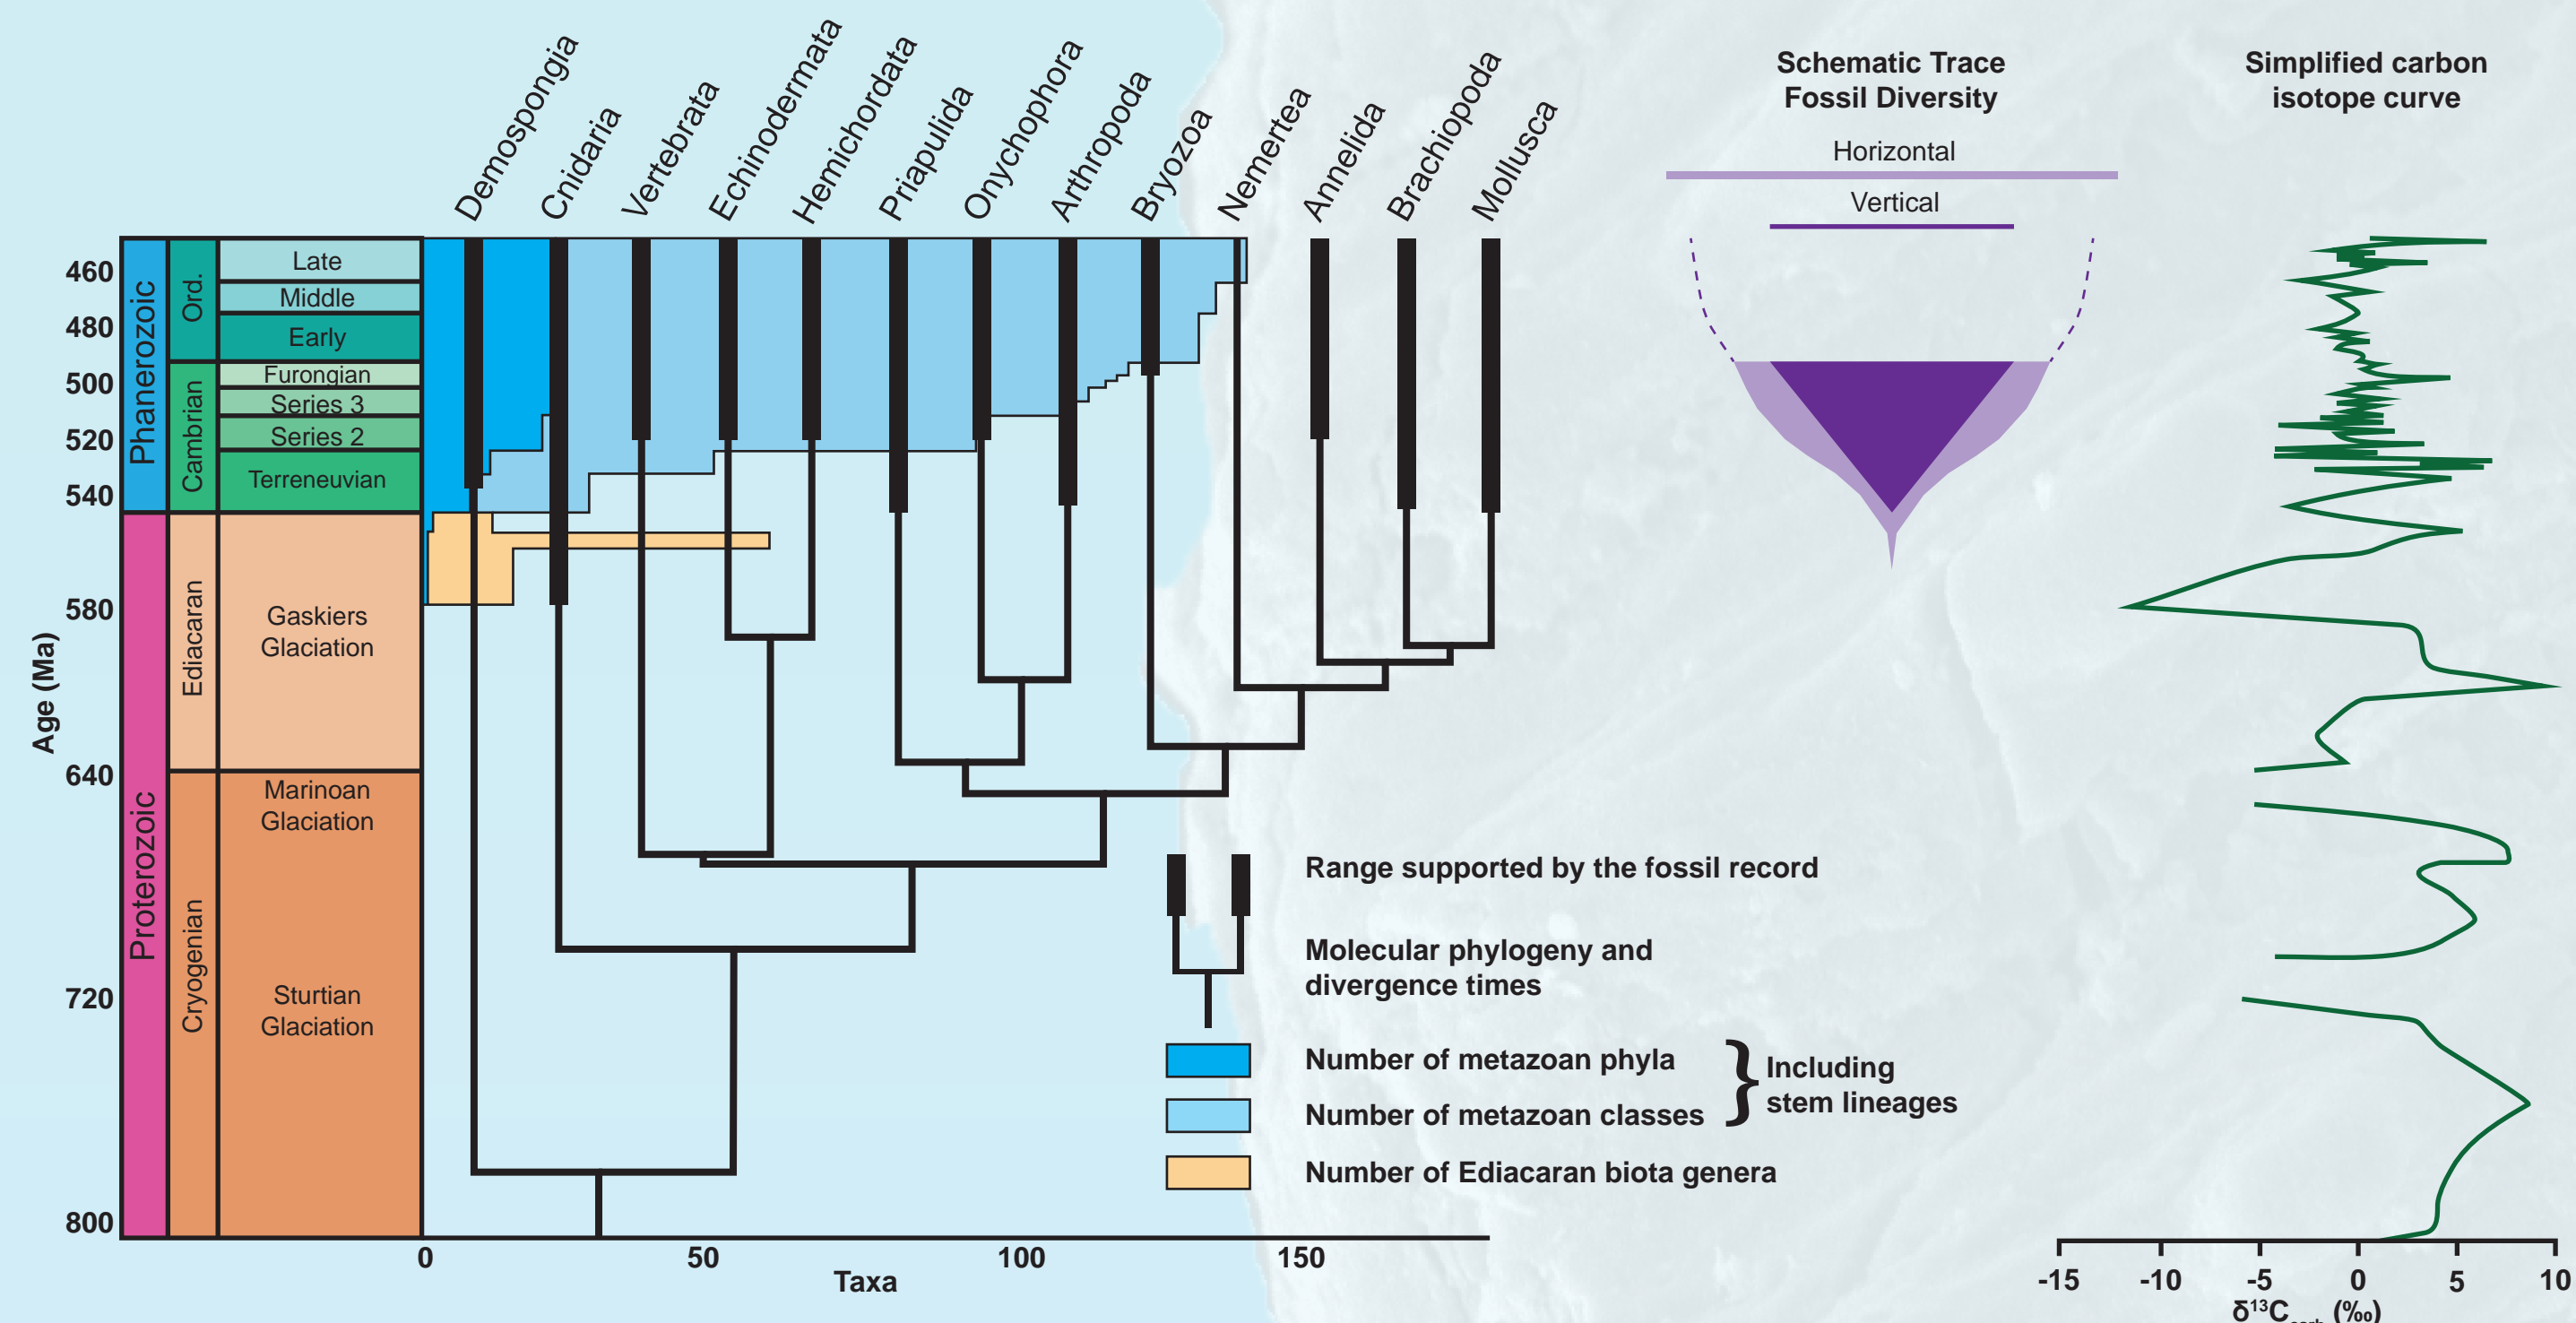 Demospongia
Cnidaria
Vertebrata
Echinodermata
Hemichordata
Priapulida
Onychophora
Arthropoda
Bryozoa
Nemertea
Annelida
Brachiopoda
Mollusca
Schematic Trace
Fossil Diversity
Horizontal
Vertical
Simplified carbon
isotope curve
Age (Ma)
460
480
500
520
540
580
640
720
800
Phanerozoic
Proterozoic
Ord.
Cambrian
Ediacaran
Cryogenian
Late
Middle
Early
Furongian
Series 3
Series 2
Terreneuvian
Gaskiers
Glaciation
Marinoan
Glaciation
Sturtian
Glaciation
Range supported by the fossil record
Molecular phylogeny and
divergence times
Number of metazoan phyla
Number of metazoan classes
} Including
stem lineages
Number of Ediacaran biota genera
0 50 100 150
Taxa
-15 -10 -5 0 5 10
δ¹³C carb (‰)